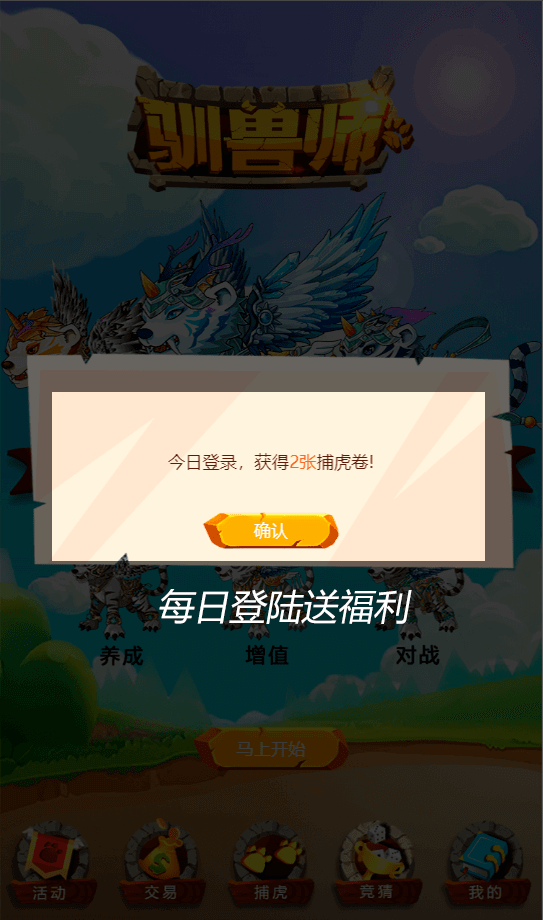 驯兽师
今日登录，获得2张捕虎卷!
确认
每日登陆送福利
养成 增值 对战
马上开始
活动 交易 捕虎 竞猜 我的